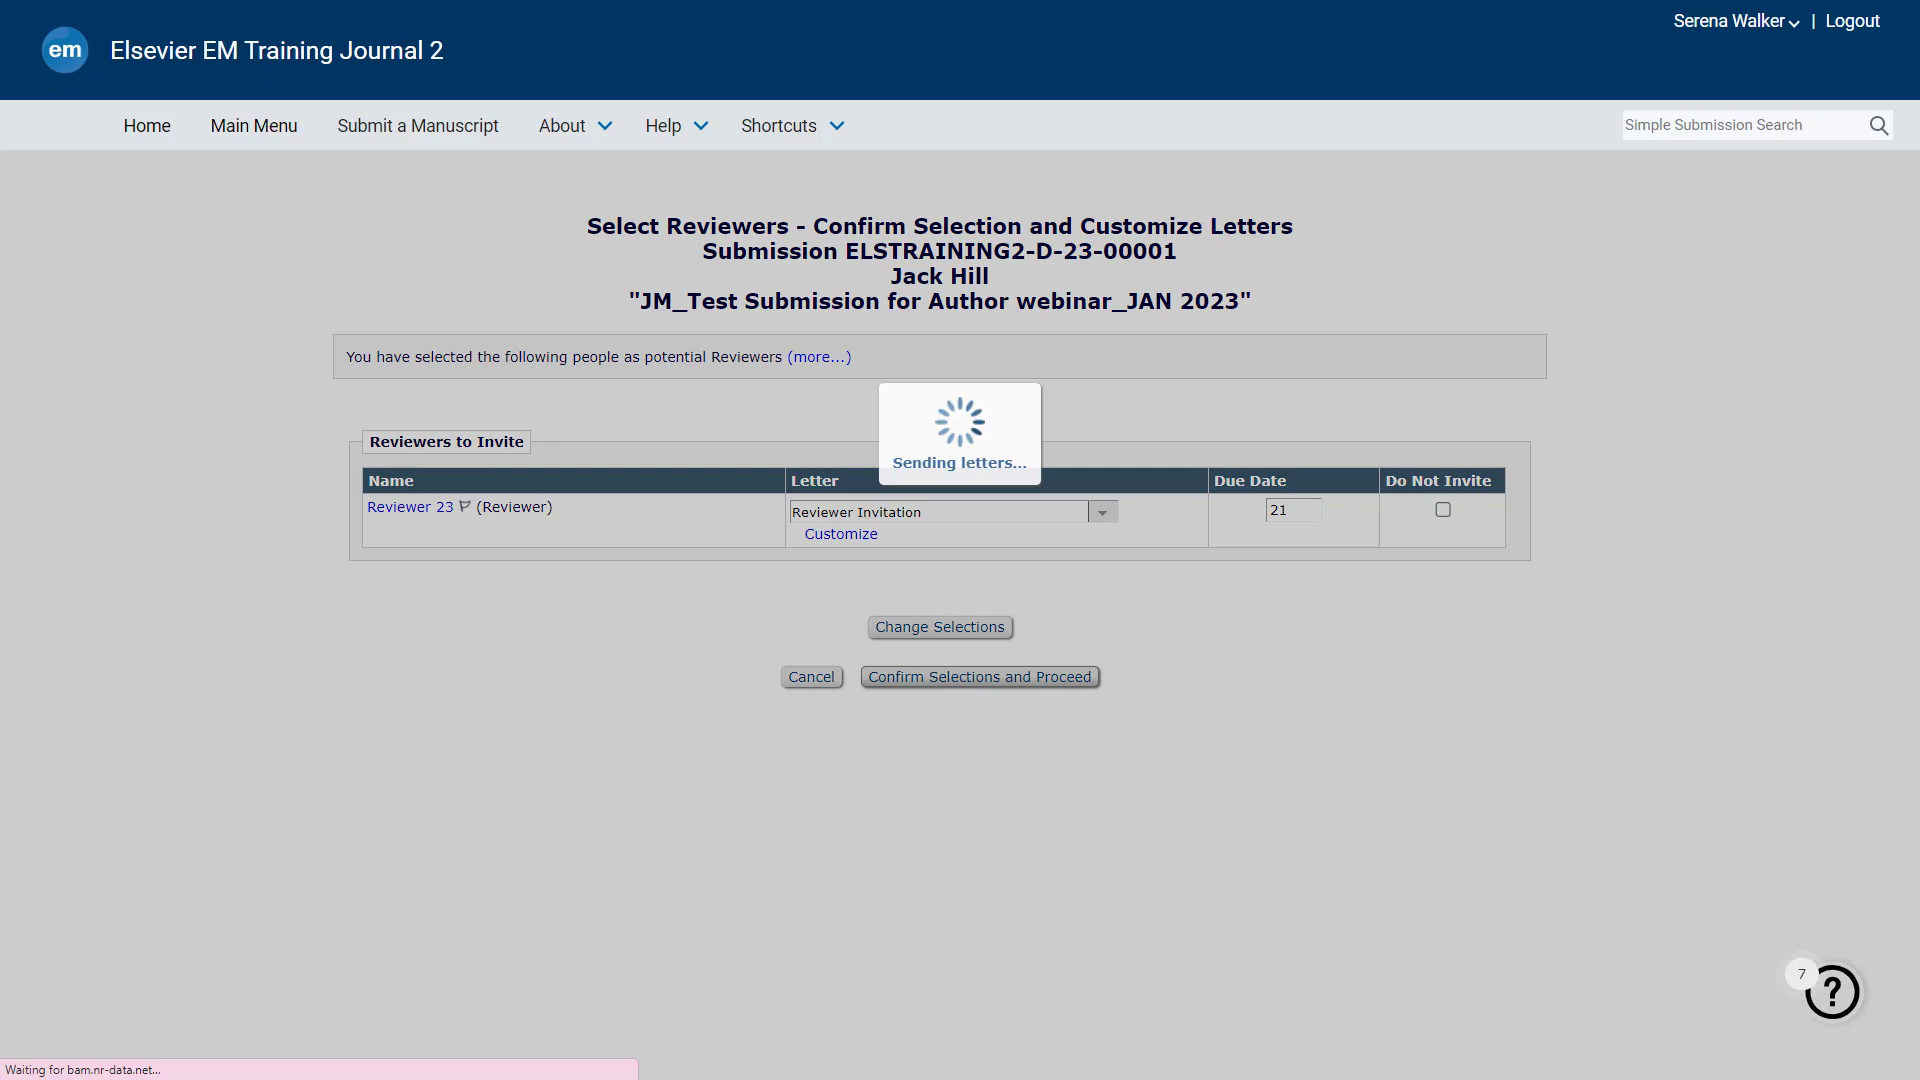 Serena Walker | Logout
em Elsevier EM Training Journal 2
Home Main Menu Submit a Manuscript About Help Shortcuts Simple Submission Search
Select Reviewers - Confirm Selection and Customize Letters
Submission ELSTRAINING2-D-23-00001
Jack Hill
"JM_Test Submission for Author webinar_JAN 2023"
You have selected the following people as potential Reviewers (more...)
Sending letters...
Reviewers to Invite
Name Letter Due Date Do Not Invite
Reviewer 23 (Reviewer) Reviewer Invitation 21
Customize
Change Selections
Cancel Confirm Selections and Proceed
7
?
Waiting for bam.nr-data.net...